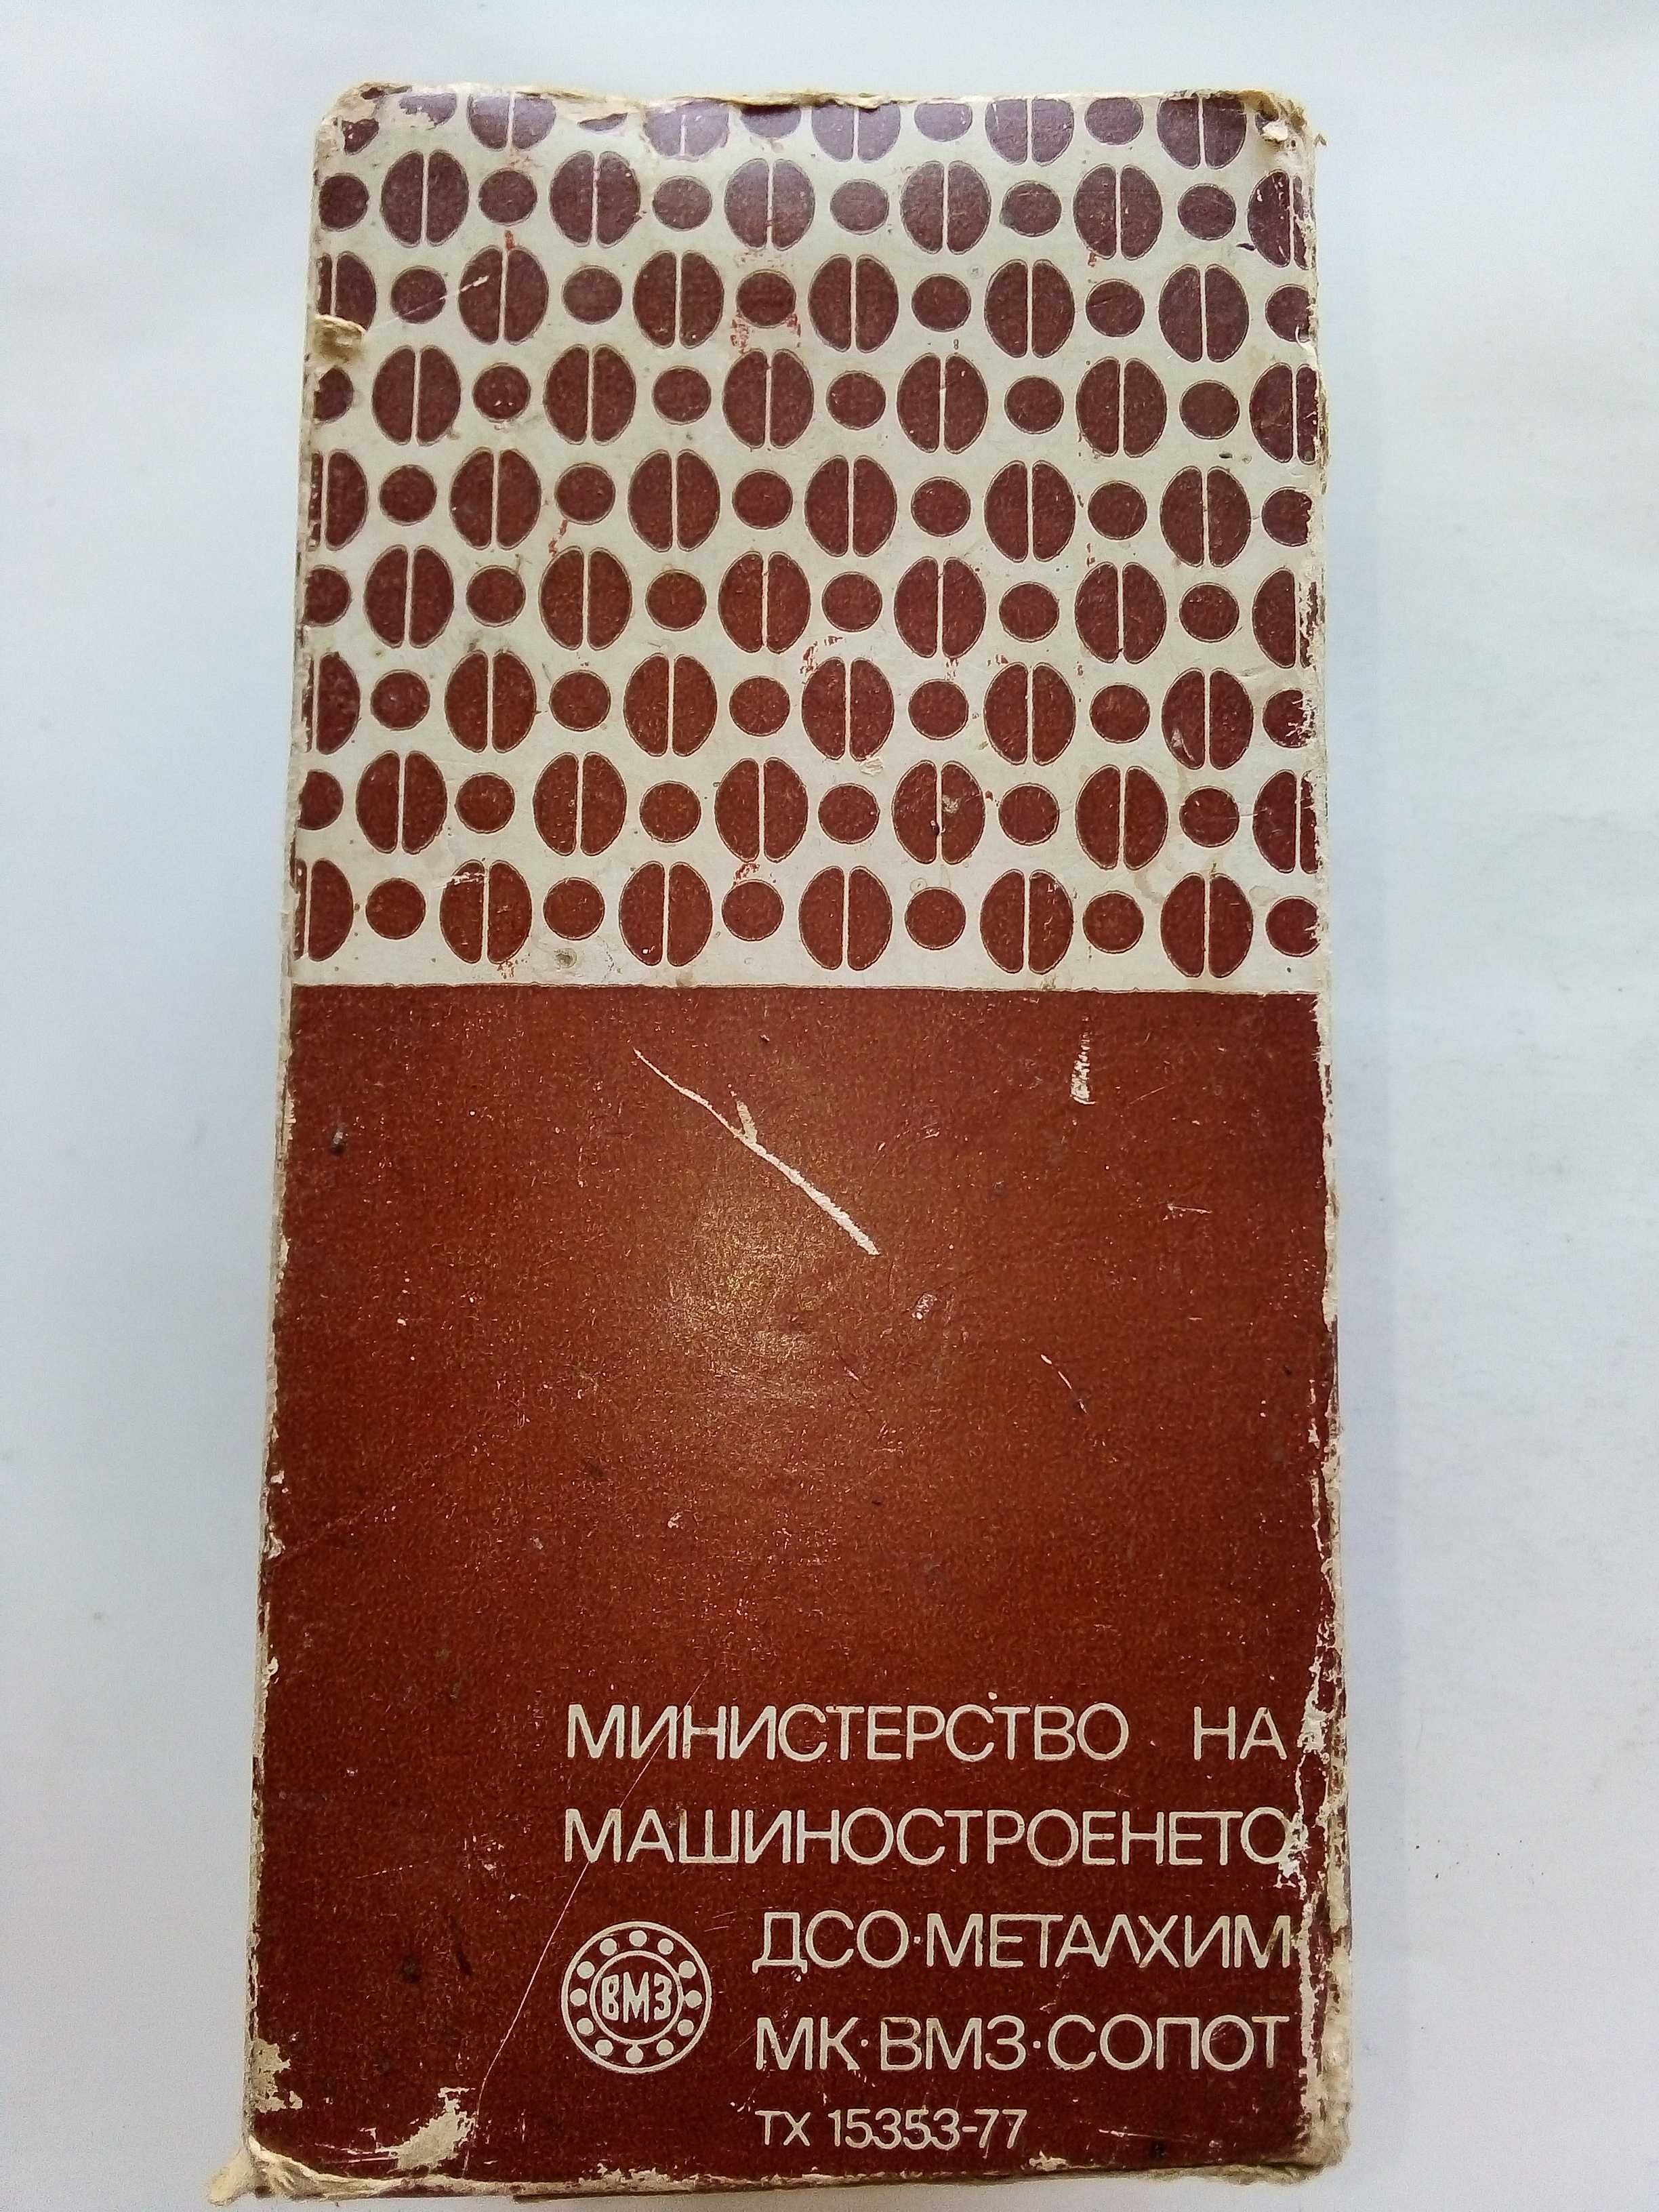 МИНИСТЕРСТВО НА
МАШИНОСТРОЕНЕТО
ДСО·МЕТАЛХИМ
ВМЗ
МК·ВМЗ·СОПОТ
ТХ 15353-77